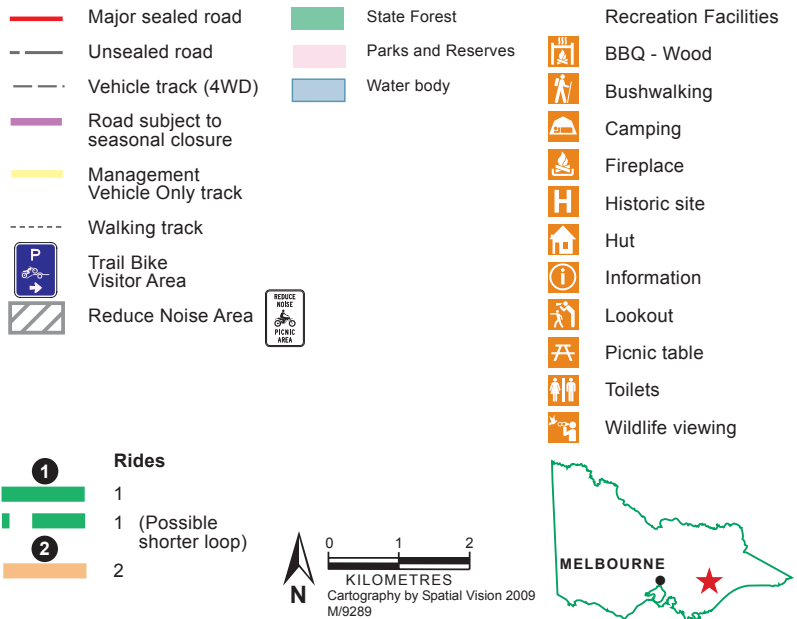 Major sealed road
Unsealed road
Vehicle track (4WD)
Road subject to
seasonal closure
Management
Vehicle Only track
Walking track
P
Trail Bike
Visitor Area
Reduce Noise Area
REDUCE
NOISE
PICNIC
AREA
State Forest
Parks and Reserves
Water body
Recreation Facilities
BBQ - Wood
Bushwalking
Camping
Fireplace
H
Historic site
Hut
i
Information
Lookout
Picnic table
Toilets
Wildlife viewing
Rides
1
1
1 (Possible
shorter loop)
2
2
N
0 1 2
KILOMETRES
Cartography by Spatial Vision 2009
M/9289
MELBOURNE